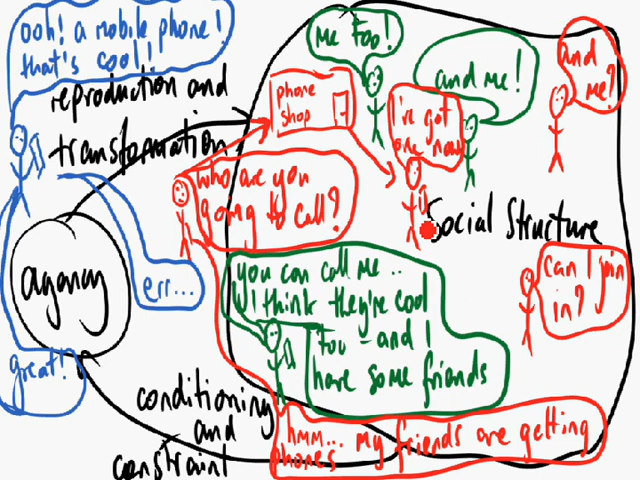 ooh! a mobile phone!
that's cool!
reproduction and
transformation
agency
err...
great!
conditioning
and
constraint
phone
shop
who are you
going to call?
me too!
and me!
i've got
one now
and
me?
Social Structure
can I join
in?
you can call me..
I think they're cool
too - and I
have some friends
hmm... my friends are getting
phones